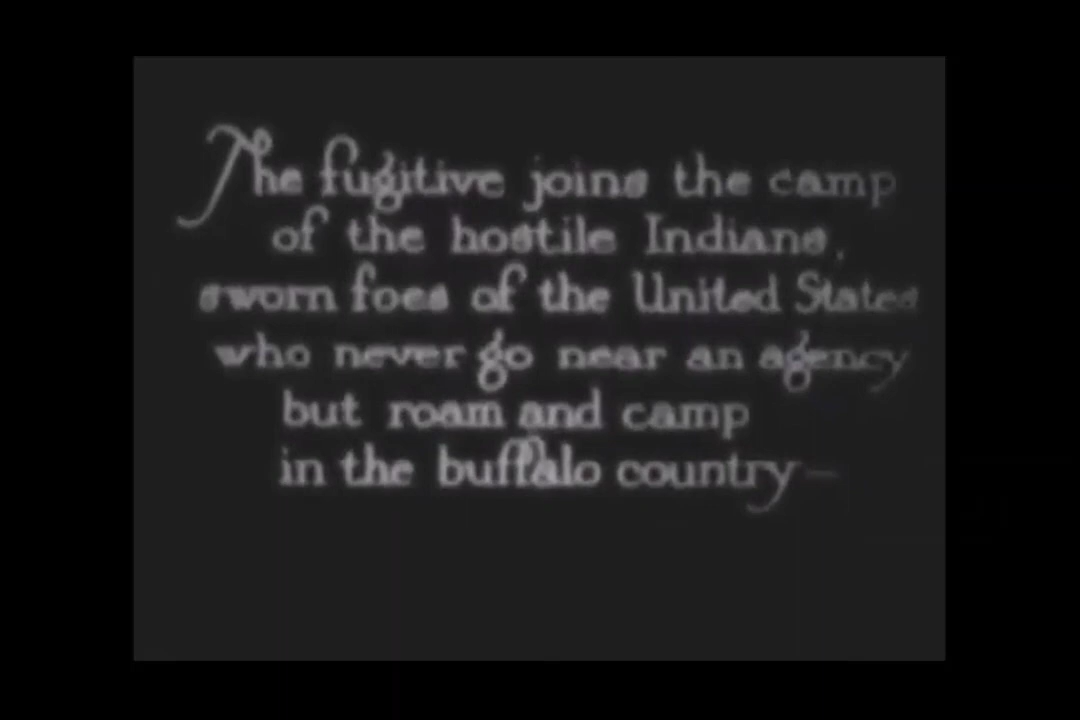 The fugitive joins the camp
of the hostile Indians,
sworn foes of the United States
who never go near an agency
but roam and camp
in the buffalo country—